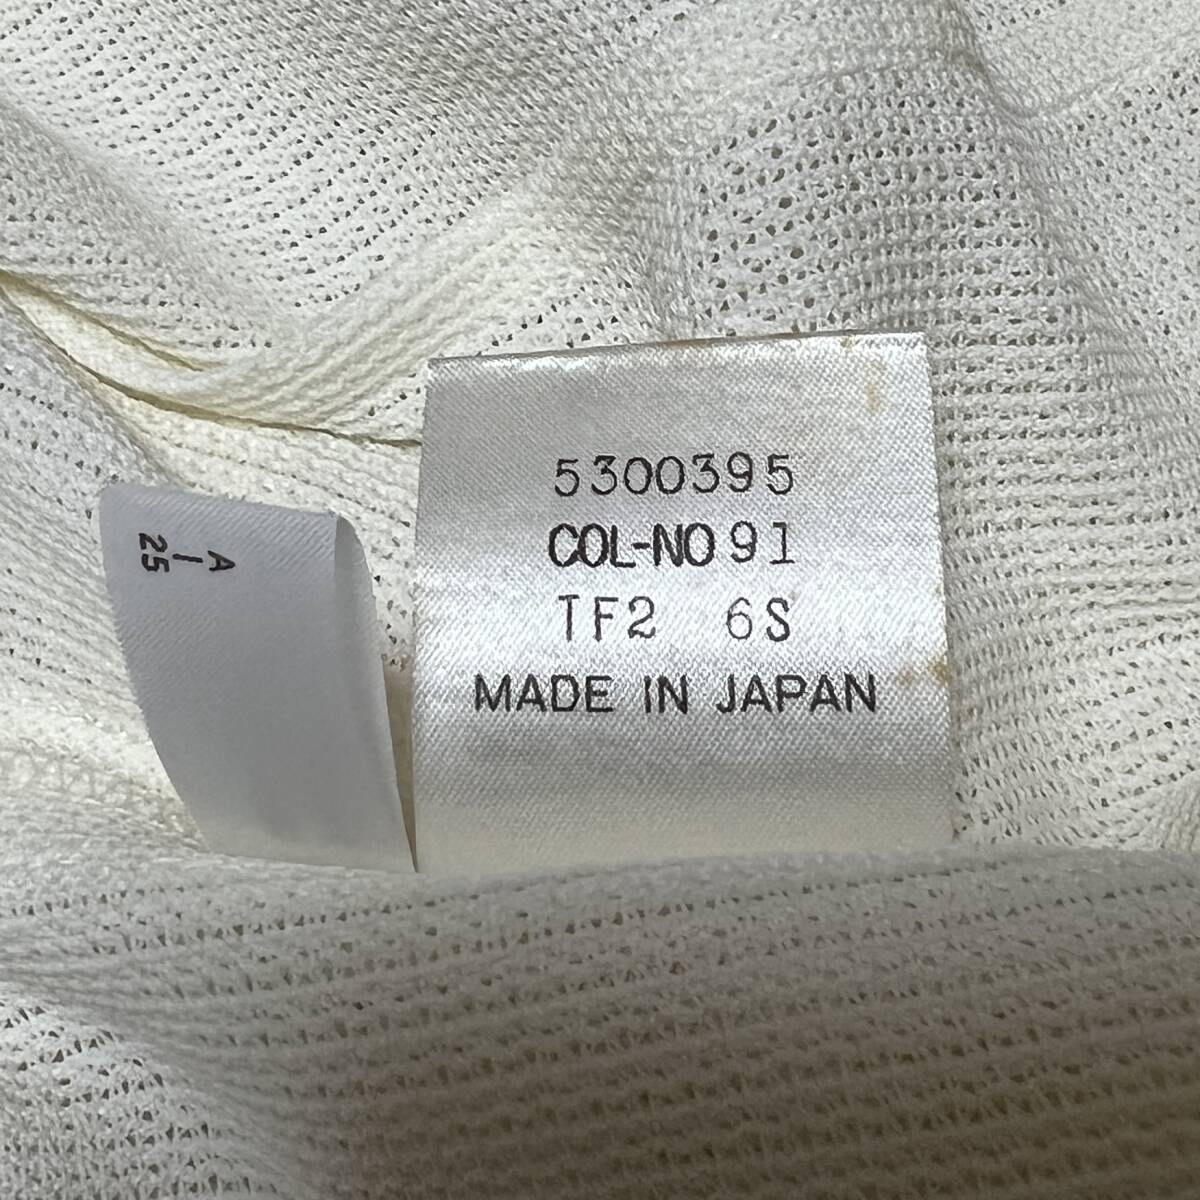 5300395
COL-NO 91
TF2 6S
MADE IN JAPAN
A
25